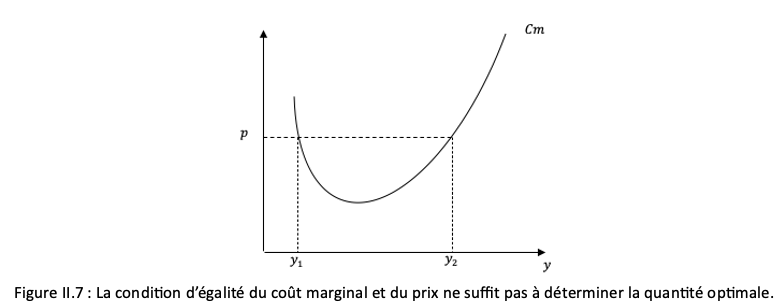 Cm
p
y₁
y₂
y
Figure II.7 : La condition d’égalité du coût marginal et du prix ne suffit pas à déterminer la quantité optimale.